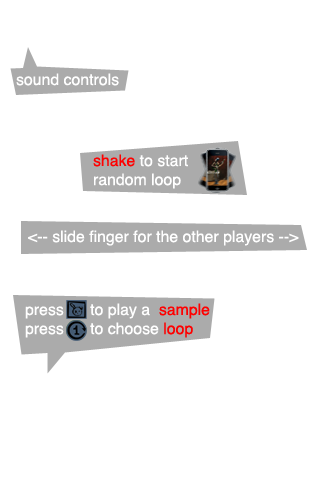 sound controls
shake to start
random loop
<-- slide finger for the other players -->
press to play a sample
press 1 to choose loop